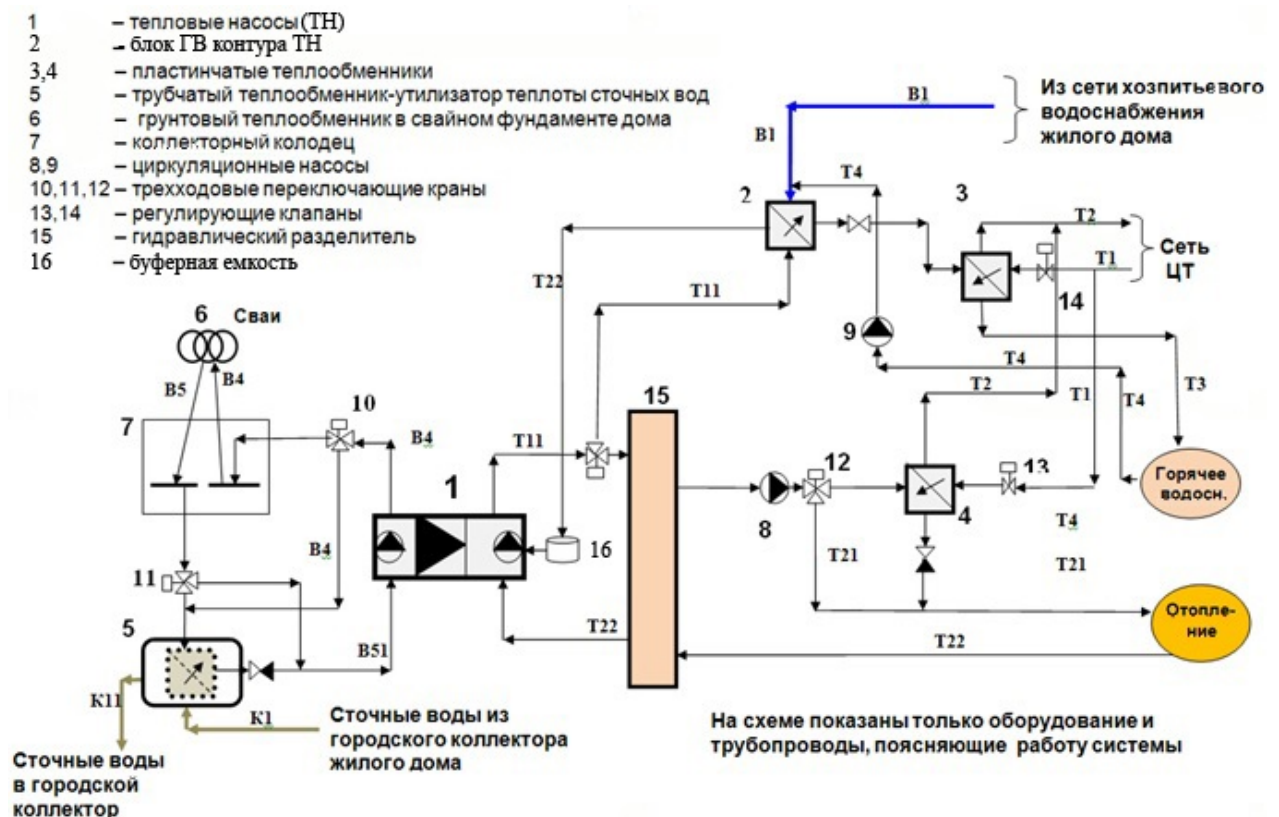 1 – тепловые насосы(ТН)
2 – блок ГВ контура ТН
3,4 – пластинчатые теплообменники
5 – трубчатый теплообменник-утилизатор теплоты сточных вод
6 – грунтовый теплообменник в свайном фундаменте дома
7 – коллекторный колодец
8,9 – циркуляционные насосы
10,11,12 – трехходовые переключающие краны
13,14 – регулирующие клапаны
15 – гидравлический разделитель
16 – буферная емкость
В1
Из сети хозпитьевого
водоснабжения
жилого дома
В1
Т4
2
3
Т2
Т1
Сеть
ЦТ
Т22
Т11
14
9
6 Сваи
В5
В4
Т4
Т2
Т1
Т4
Т3
7
10
В4
Т11
15
12
13
Горячее
водосн.
1
8
4
Т4
16
Т21
Т21
В4
11
5
Т22
Отопле-
ние
В51
Т22
К11
К1
Сточные воды из
городского коллектора
жилого дома
На схеме показаны только оборудование и
трубопроводы, поясняющие работу системы
Сточные воды
в городской
коллектор